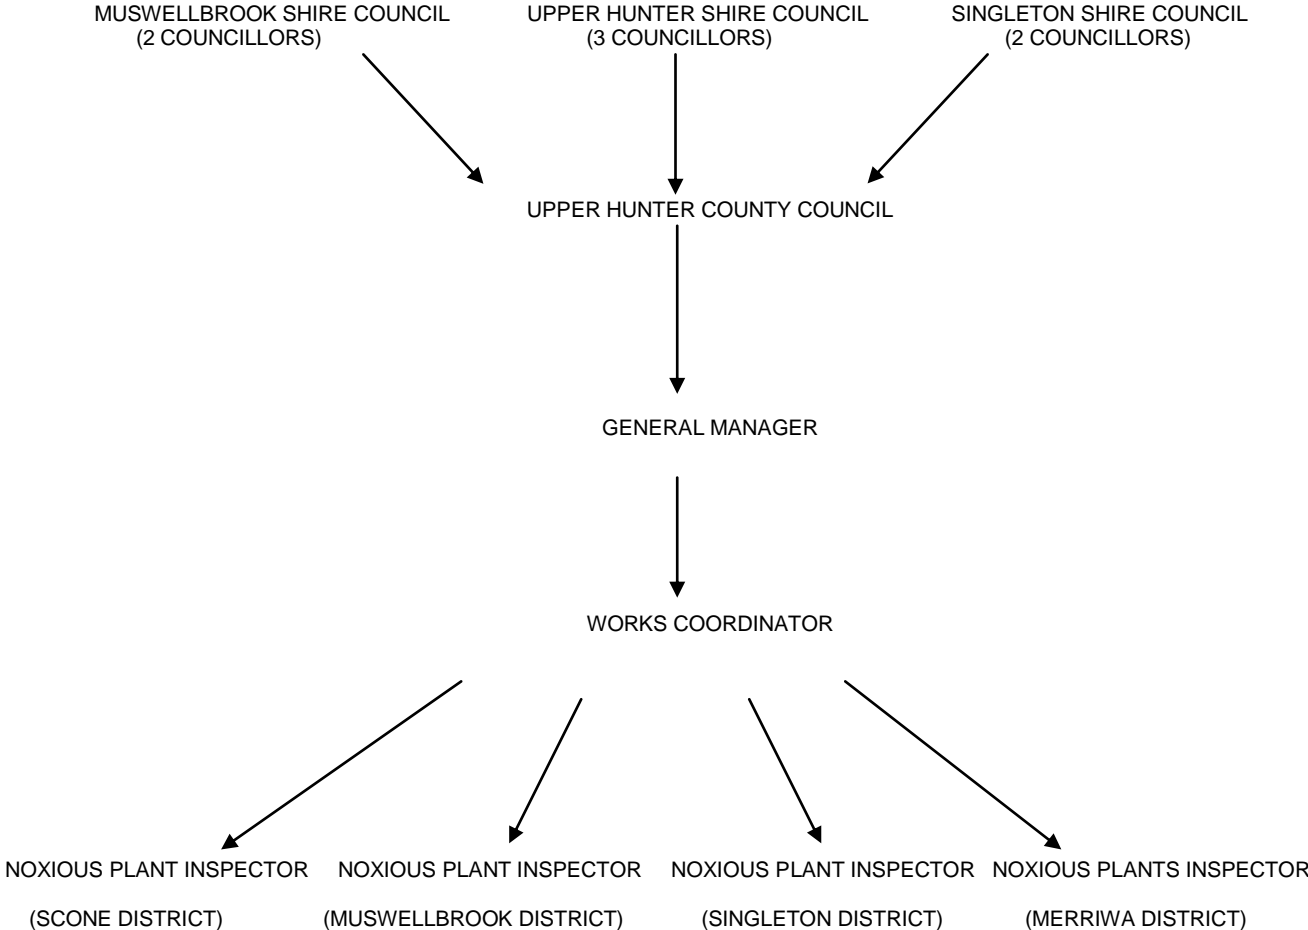 MUSWELLBROOK SHIRE COUNCIL
(2 COUNCILLORS)
UPPER HUNTER SHIRE COUNCIL
(3 COUNCILLORS)
SINGLETON SHIRE COUNCIL
(2 COUNCILLORS)
UPPER HUNTER COUNTY COUNCIL
GENERAL MANAGER
WORKS COORDINATOR
NOXIOUS PLANT INSPECTOR
(SCONE DISTRICT)
NOXIOUS PLANT INSPECTOR
(MUSWELLBROOK DISTRICT)
NOXIOUS PLANT INSPECTOR
(SINGLETON DISTRICT)
NOXIOUS PLANTS INSPECTOR
(MERRIWA DISTRICT)